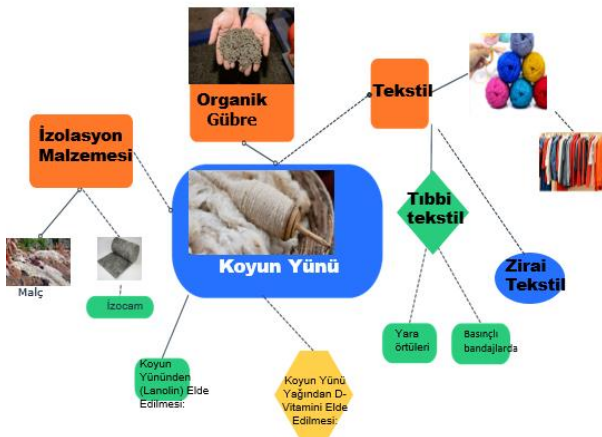 Organik
Gübre
Tekstil
İzolasyon
Malzemesi
Tıbbi
tekstil
Koyun Yünü
Zirai
Tekstil
Malç
İzocam
Yara
örtüleri
Basınçlı
bandajlarda
Koyun
Yününden
(Lanolin) Elde
Edilmesi:
Koyun Yünü
Yağından D-
Vitamini Elde
Edilmesi: